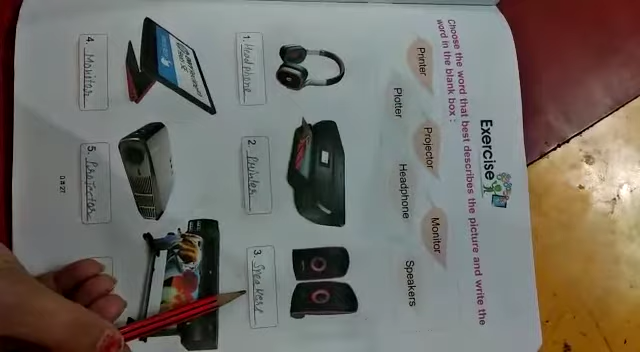 Exercise
Choose the word that best describes the picture and write the
word in the blank box :
Printer Projector Monitor
Plotter Headphone Speakers
1. Headphone
2. Printer
3. Speakers
4. Monitor
5. Projector